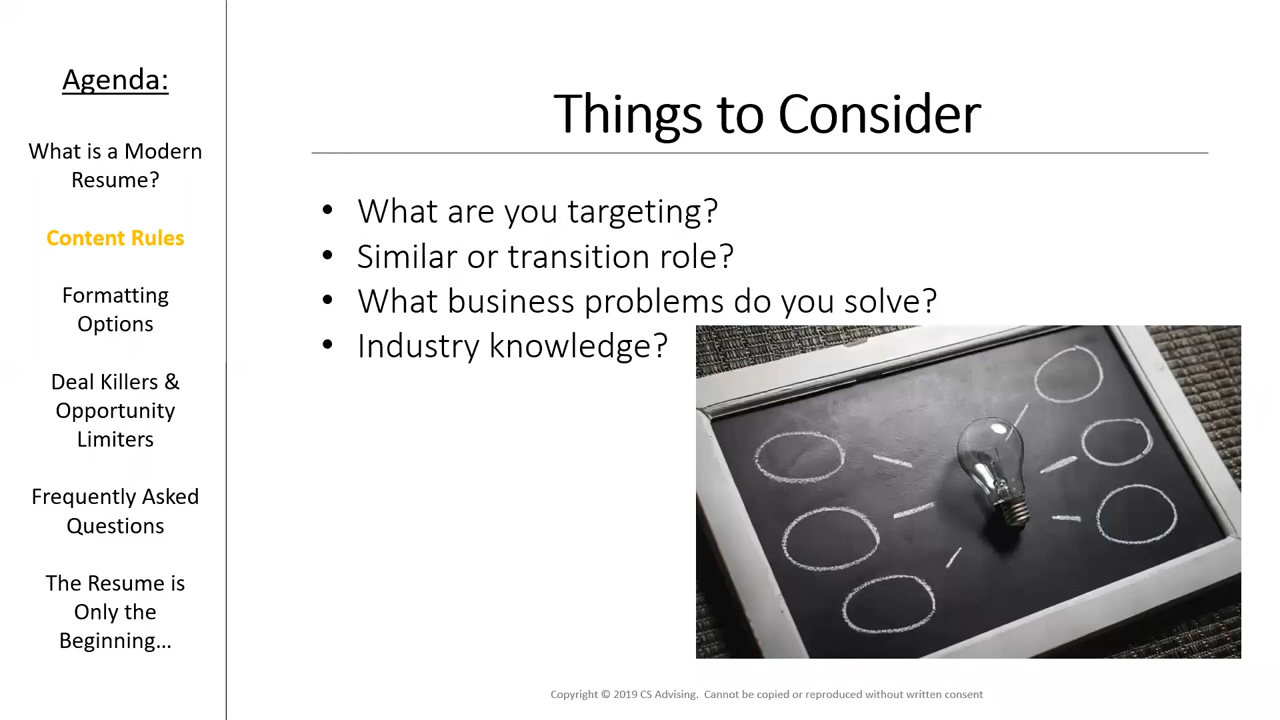 Agenda:
What is a Modern
Resume?
Content Rules
Formatting
Options
Deal Killers &
Opportunity
Limiters
Frequently Asked
Questions
The Resume is
Only the
Beginning…
Things to Consider
• What are you targeting?
• Similar or transition role?
• What business problems do you solve?
• Industry knowledge?
Copyright © 2019 CS Advising. Cannot be copied or reproduced without written consent